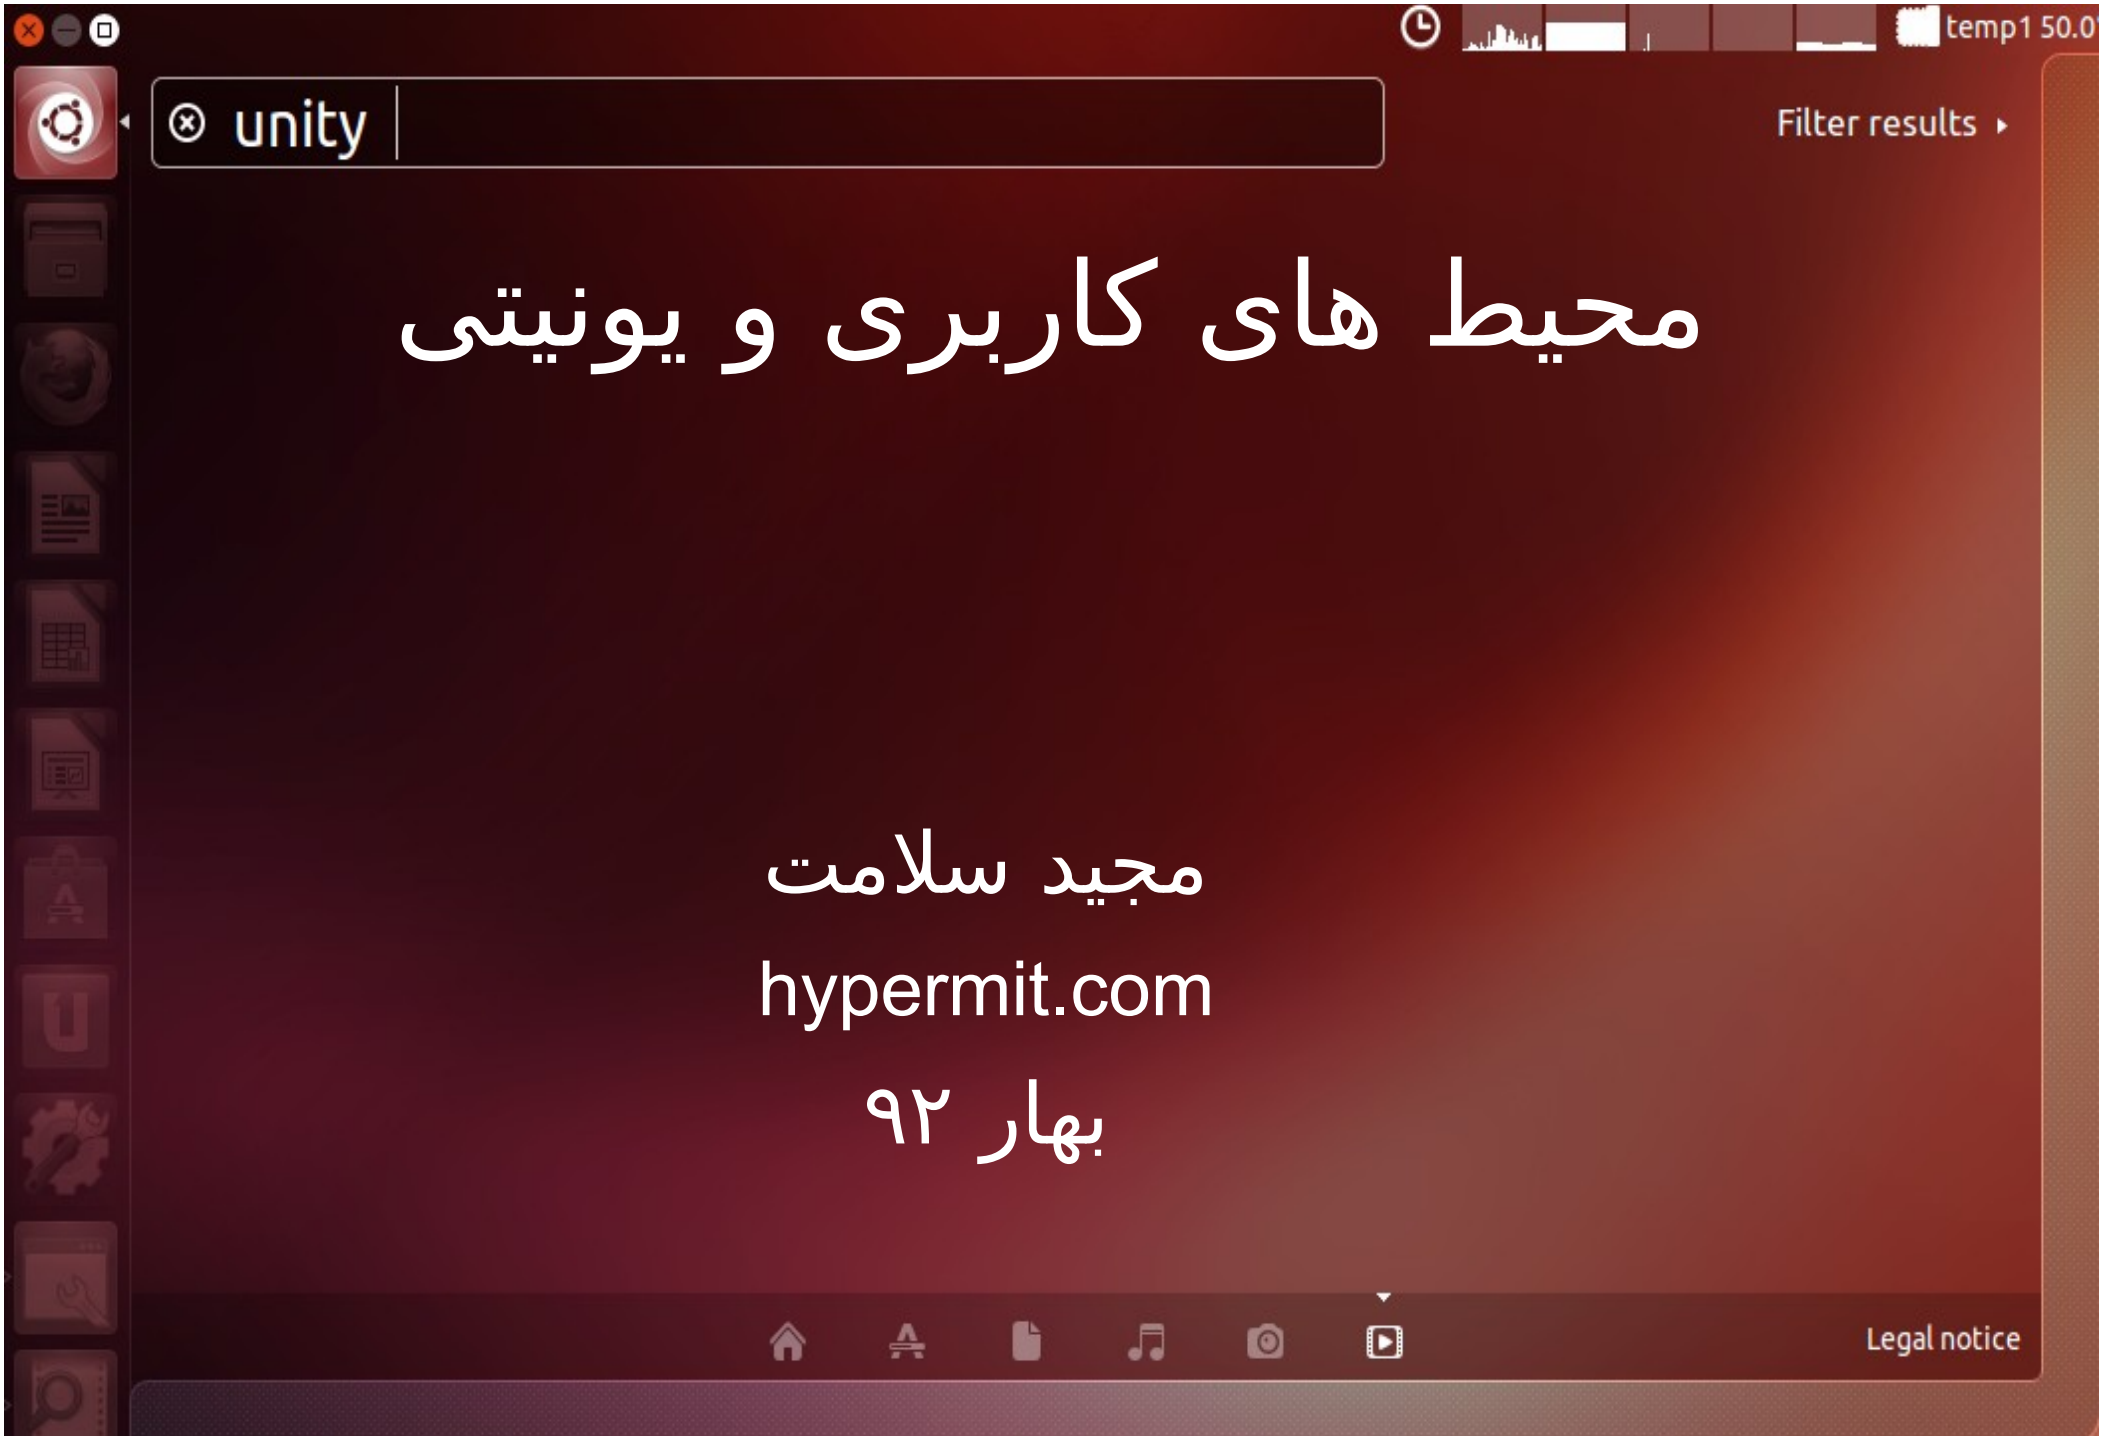 temp1 50.0°
unity
Filter results
محیط های کاربری و یونیتی
مجید سلامت
hypermit.com
بهار ۹۲
Legal notice